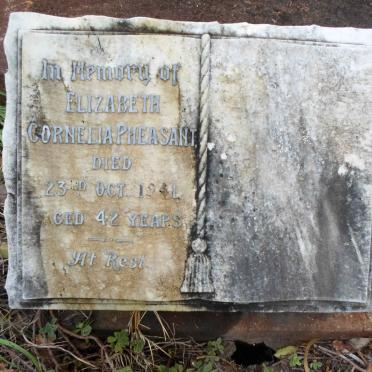 In Memory of
ELIZABETH
CORNELIA PHEASANT
DIED
23RD OCT. 1941.
AGED 42 YEARS
At Rest